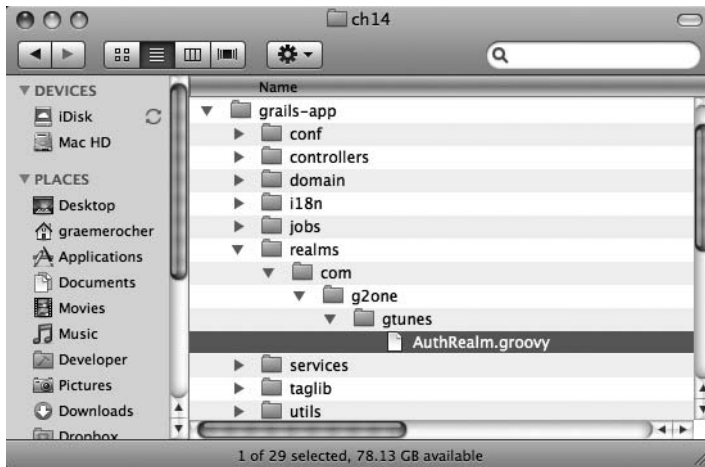 ch14
DEVICES
iDisk
Mac HD
PLACES
Desktop
graemerocher
Applications
Documents
Movies
Music
Developer
Pictures
Downloads
Dropbox
Name
grails-app
conf
controllers
domain
i18n
jobs
realms
com
g2one
gtunes
AuthRealm.groovy
services
taglib
utils
1 of 29 selected, 78.13 GB available